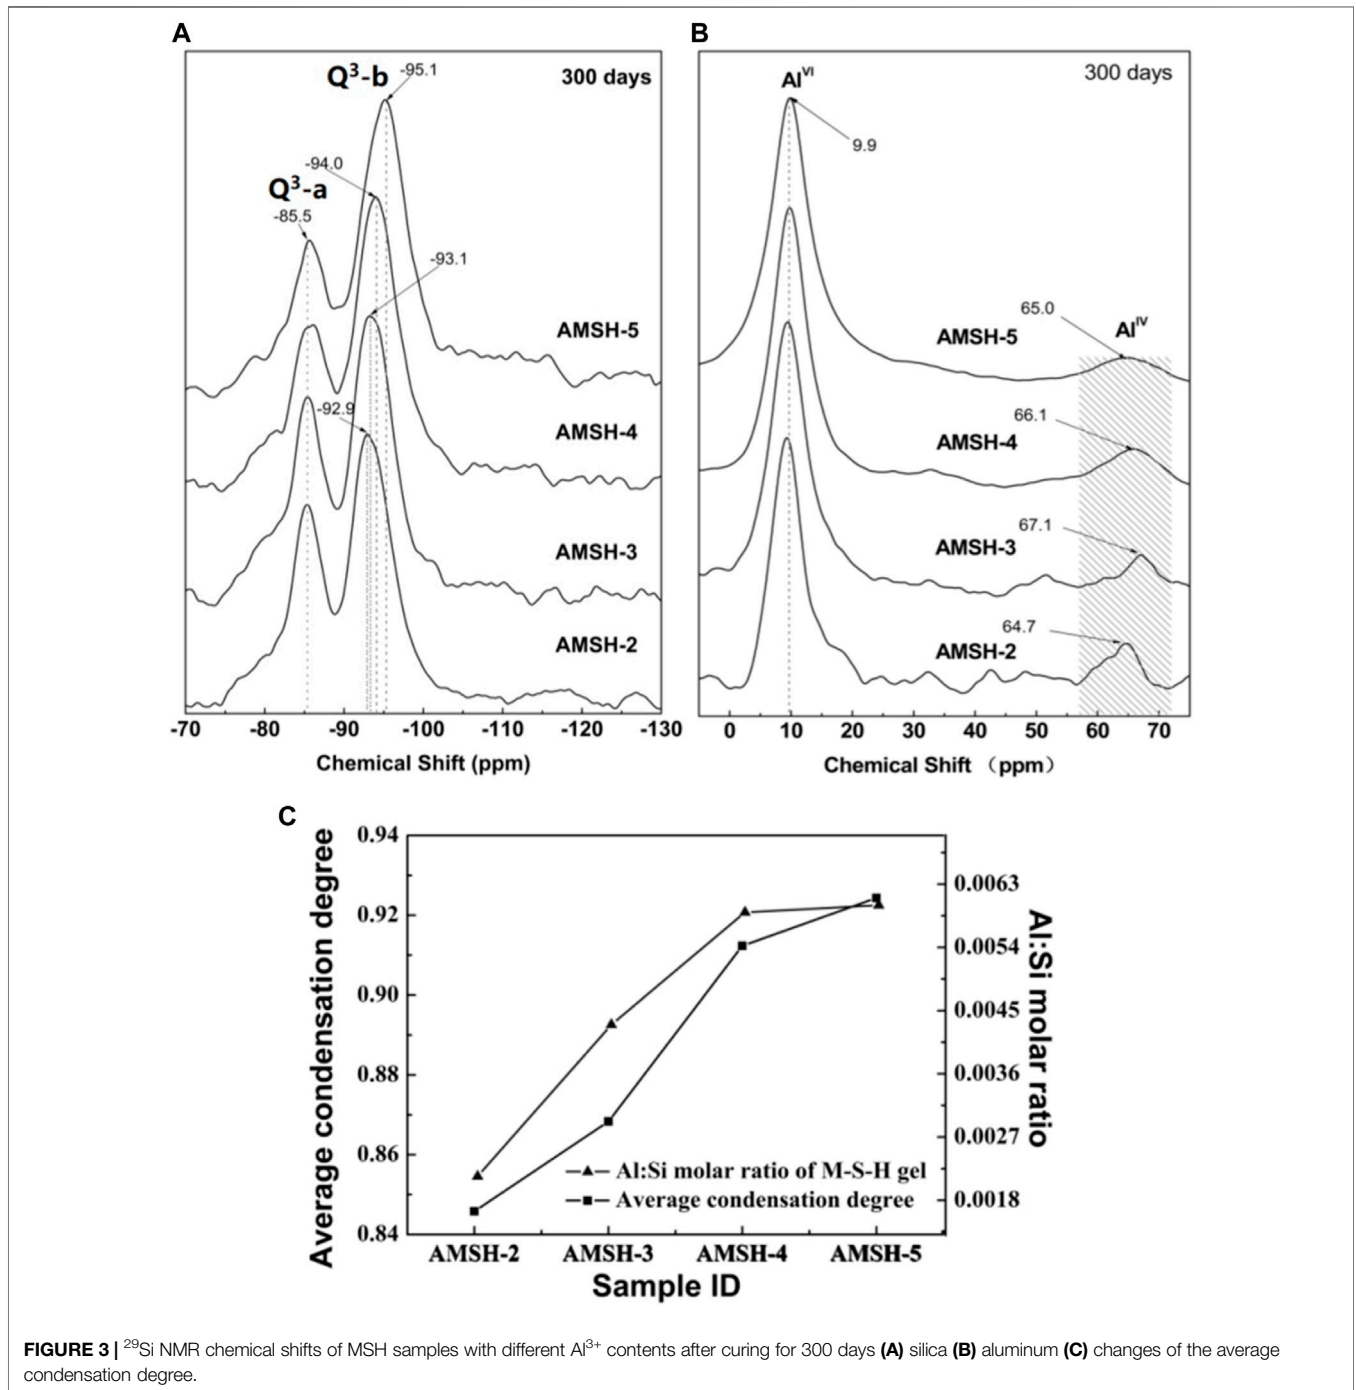 A
B
Q³-b
-95.1
300 days
-94.0
Q³-a
-85.5
-93.1
AMSH-5
-92.9
AMSH-4
AMSH-3
AMSH-2
-70
-80
-90
-100
-110
-120
-130
Chemical Shift (ppm)
Alⱽᴵ
300 days
9.9
65.0
Alᴵⱽ
AMSH-5
66.1
AMSH-4
67.1
AMSH-3
64.7
AMSH-2
0
10
20
30
40
50
60
70
Chemical Shift （ppm）
C
Average condensation degree
0.94
0.92
0.90
0.88
0.86
0.84
0.0063
0.0054
0.0045
0.0036
0.0027
0.0018
Al:Si molar ratio
Al:Si molar ratio of M-S-H gel
Average condensation degree
AMSH-2
AMSH-3
AMSH-4
AMSH-5
Sample ID
FIGURE 3 | ²⁹Si NMR chemical shifts of MSH samples with different Al³⁺ contents after curing for 300 days (A) silica (B) aluminum (C) changes of the average
condensation degree.